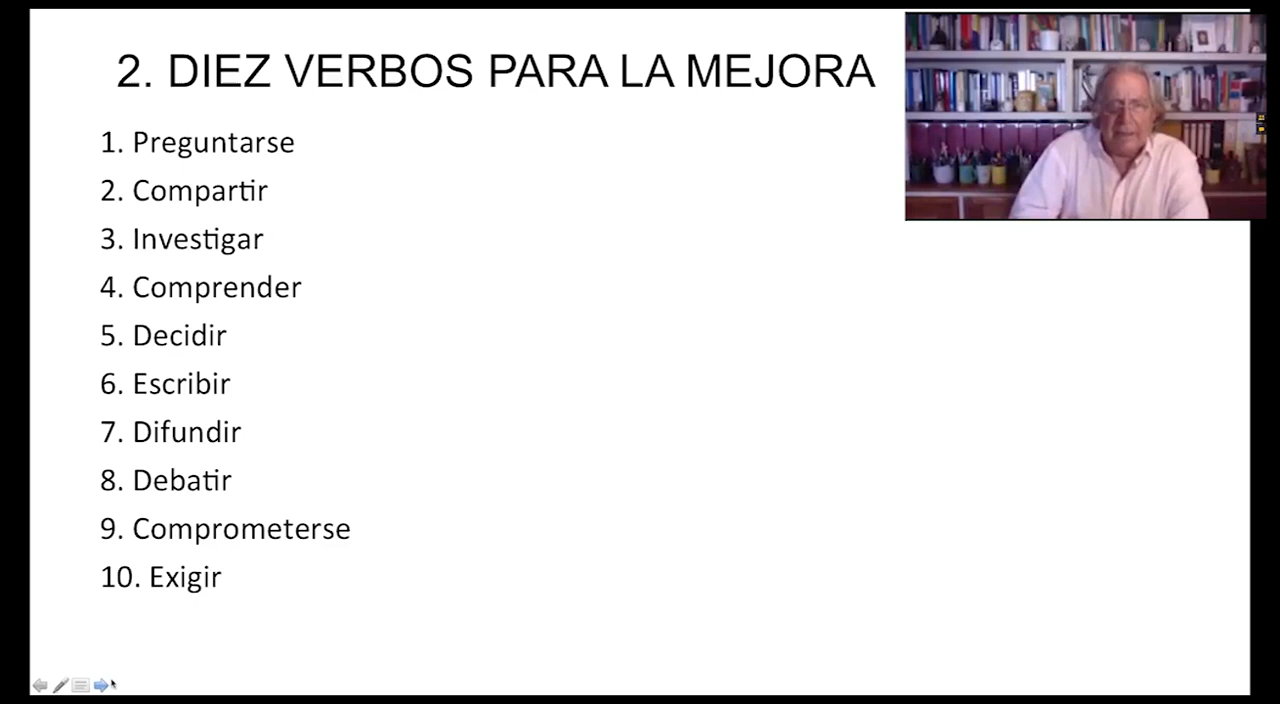 2. DIEZ VERBOS PARA LA MEJORA
1. Preguntarse
2. Compartir
3. Investigar
4. Comprender
5. Decidir
6. Escribir
7. Difundir
8. Debatir
9. Comprometerse
10. Exigir